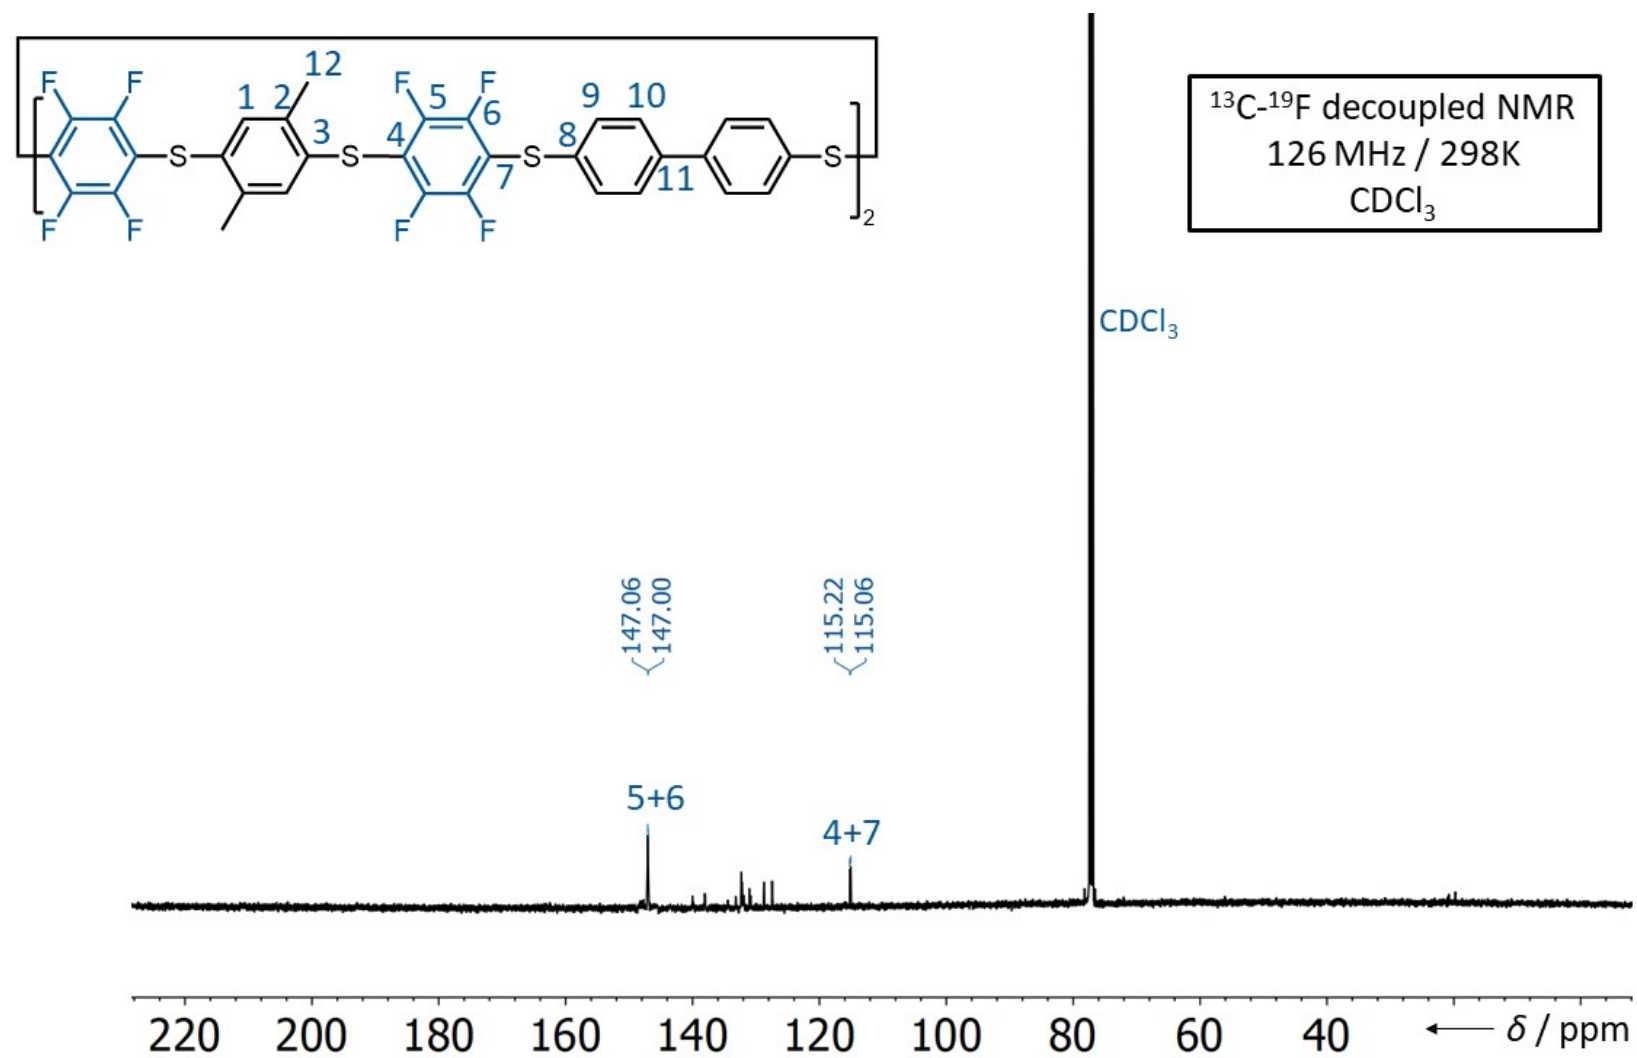 12
F F 1 2 F 5 F 9 10
3 4 6 8
S S S S
7 11
F F F F 2
¹³C-¹⁹F decoupled NMR
126 MHz / 298K
CDCl₃
CDCl₃
147.06
147.00
115.22
115.06
5+6
4+7
220 200 180 160 140 120 100 80 60 40 δ / ppm